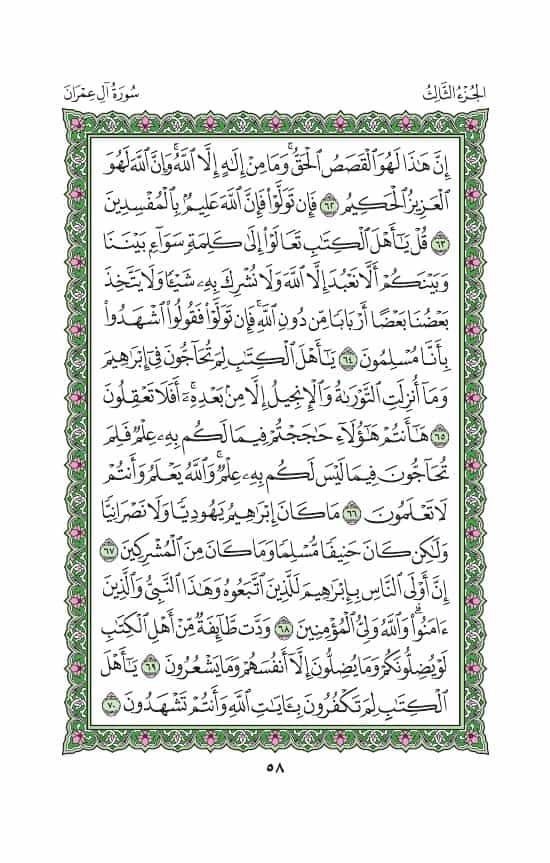 الجُزْءُ الثَّالِثُ
سُورَةُ آلِ عِمْرَانَ
إِنَّ هَٰذَا لَهُوَ ٱلْقَصَصُ ٱلْحَقُّ ۚ وَمَا مِنْ إِلَٰهٍ إِلَّا ٱللَّهُ ۚ وَإِنَّ ٱللَّهَ لَهُوَ
ٱلْعَزِيزُ ٱلْحَكِيمُ ٦٢ فَإِن تَوَلَّوْا۟ فَإِنَّ ٱللَّهَ عَلِيمٌۢ بِٱلْمُفْسِدِينَ
٦٣ قُلْ يَٰٓأَهْلَ ٱلْكِتَٰبِ تَعَالَوْا۟ إِلَىٰ كَلِمَةٍ سَوَآءٍۭ بَيْنَنَا
وَبَيْنَكُمْ أَلَّا نَعْبُدَ إِلَّا ٱللَّهَ وَلَا نُشْرِكَ بِهِۦ شَيْـًٔا وَلَا يَتَّخِذَ
بَعْضُنَا بَعْضًا أَرْبَابًا مِّن دُونِ ٱللَّهِ ۚ فَإِن تَوَلَّوْا۟ فَقُولُوا۟ ٱشْهَدُوا۟
بِأَنَّا مُسْلِمُونَ ٦٤ يَٰٓأَهْلَ ٱلْكِتَٰبِ لِمَ تُحَآجُّونَ فِىٓ إِبْرَٰهِيمَ
وَمَآ أُنزِلَتِ ٱلتَّوْرَىٰةُ وَٱلْإِنجِيلُ إِلَّا مِنۢ بَعْدِهِۦٓ ۚ أَفَلَا تَعْقِلُونَ
٦٥ هَٰٓأَنتُمْ هَٰٓؤُلَآءِ حَٰجَجْتُمْ فِيمَا لَكُم بِهِۦ عِلْمٌ فَلِمَ
تُحَآجُّونَ فِيمَا لَيْسَ لَكُم بِهِۦ عِلْمٌ ۚ وَٱللَّهُ يَعْلَمُ وَأَنتُمْ
لَا تَعْلَمُونَ ٦٦ مَا كَانَ إِبْرَٰهِيمُ يَهُودِيًّا وَلَا نَصْرَانِيًّا
وَلَٰكِن كَانَ حَنِيفًا مُّسْلِمًا وَمَا كَانَ مِنَ ٱلْمُشْرِكِينَ ٦٧
إِنَّ أَوْلَى ٱلنَّاسِ بِإِبْرَٰهِيمَ لَلَّذِينَ ٱتَّبَعُوهُ وَهَٰذَا ٱلنَّبِىُّ وَٱلَّذِينَ
ءَامَنُوا۟ ۗ وَٱللَّهُ وَلِىُّ ٱلْمُؤْمِنِينَ ٦٨ وَدَّت طَّآئِفَةٌ مِّنْ أَهْلِ ٱلْكِتَٰبِ
لَوْ يُضِلُّونَكُمْ وَمَا يُضِلُّونَ إِلَّآ أَنفُسَهُمْ وَمَا يَشْعُرُونَ ٦٩ يَٰٓأَهْلَ
ٱلْكِتَٰبِ لِمَ تَكْفُرُونَ بِـَٔايَٰتِ ٱللَّهِ وَأَنتُمْ تَشْهَدُونَ ٧٠
٥٨